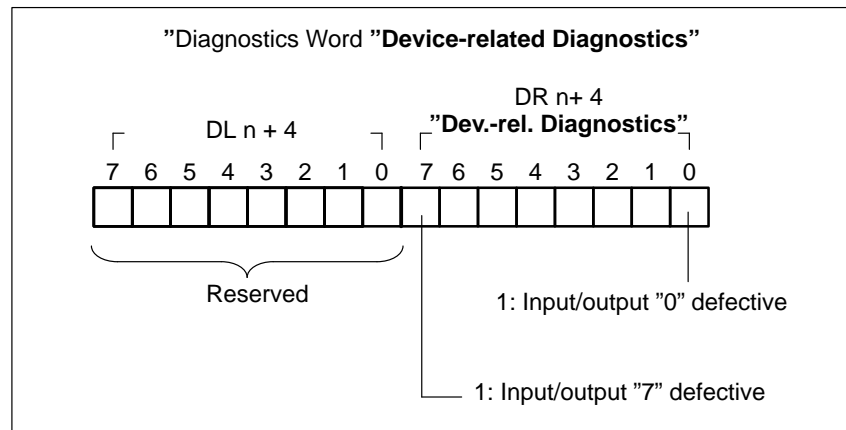 ”Diagnostics Word ”Device-related Diagnostics”
DR n+ 4
DL n + 4 ”Dev.-rel. Diagnostics”
7 6 5 4 3 2 1 0 7 6 5 4 3 2 1 0
Reserved
1: Input/output ”0” defective
1: Input/output ”7” defective